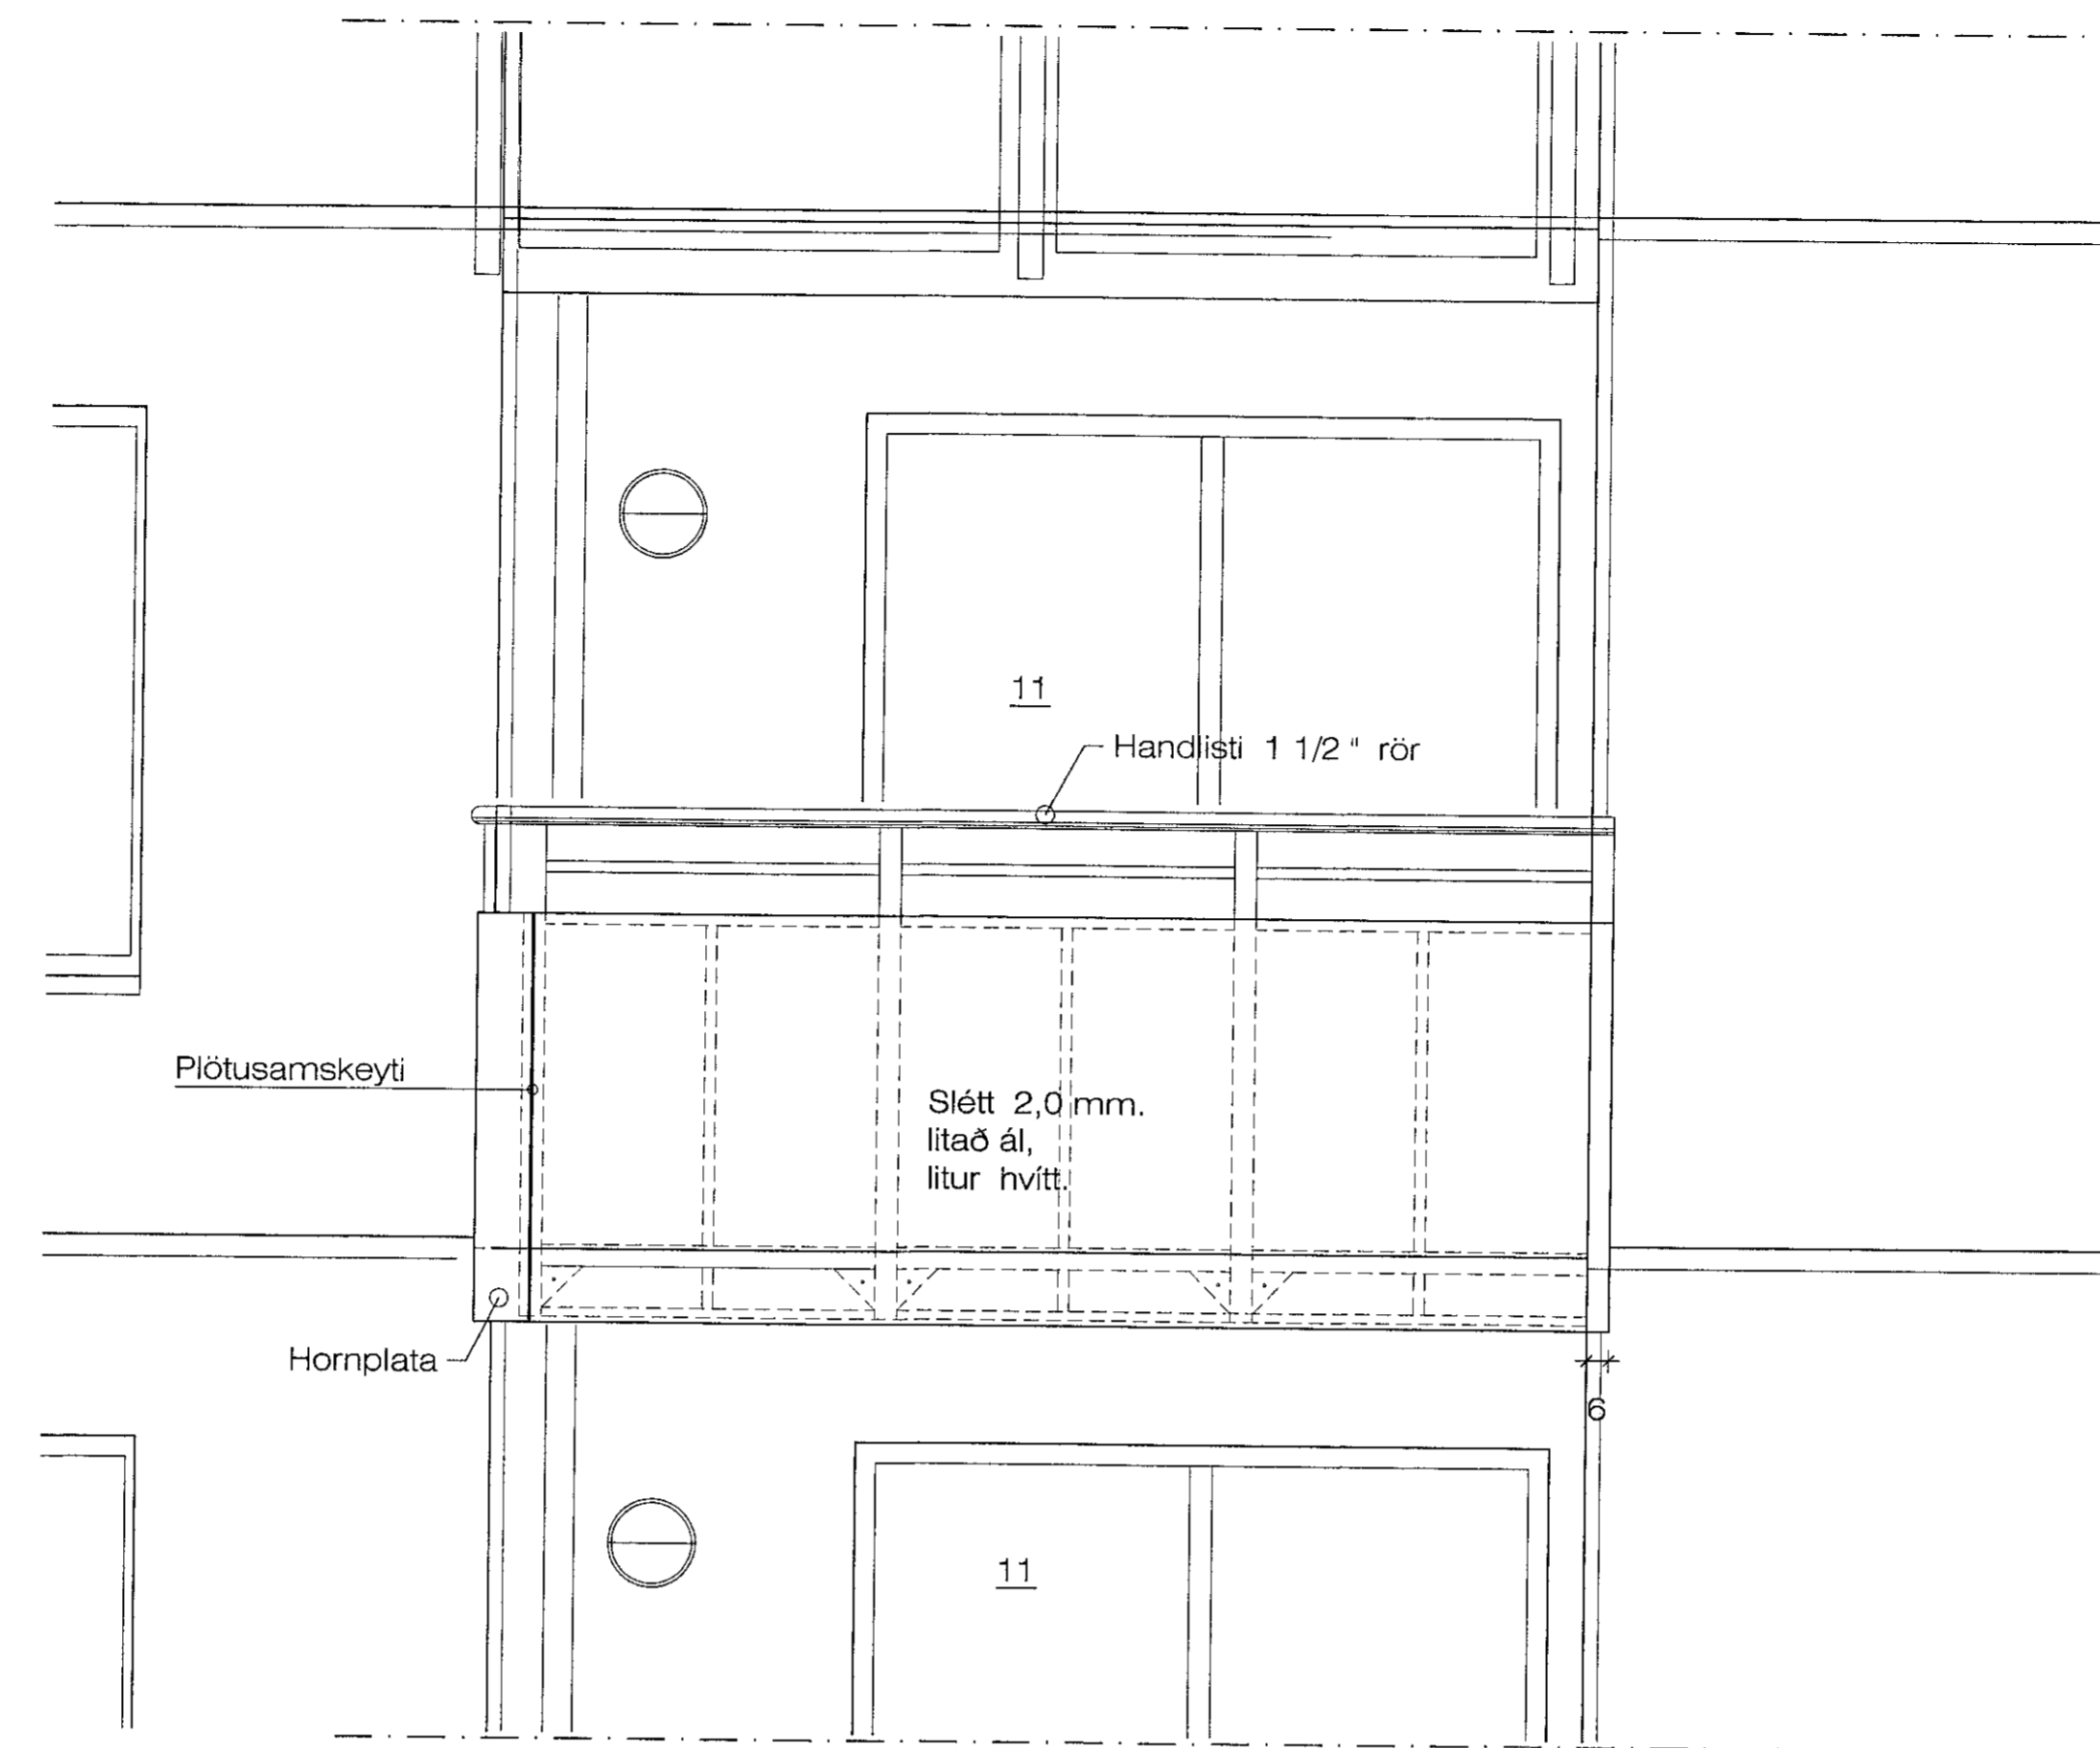 11
Handlisti 1 1/2 " rör
Plötusamskeyti
Slétt 2,0 mm.
litað ál,
litur hvítt.
Hornplata
6
11